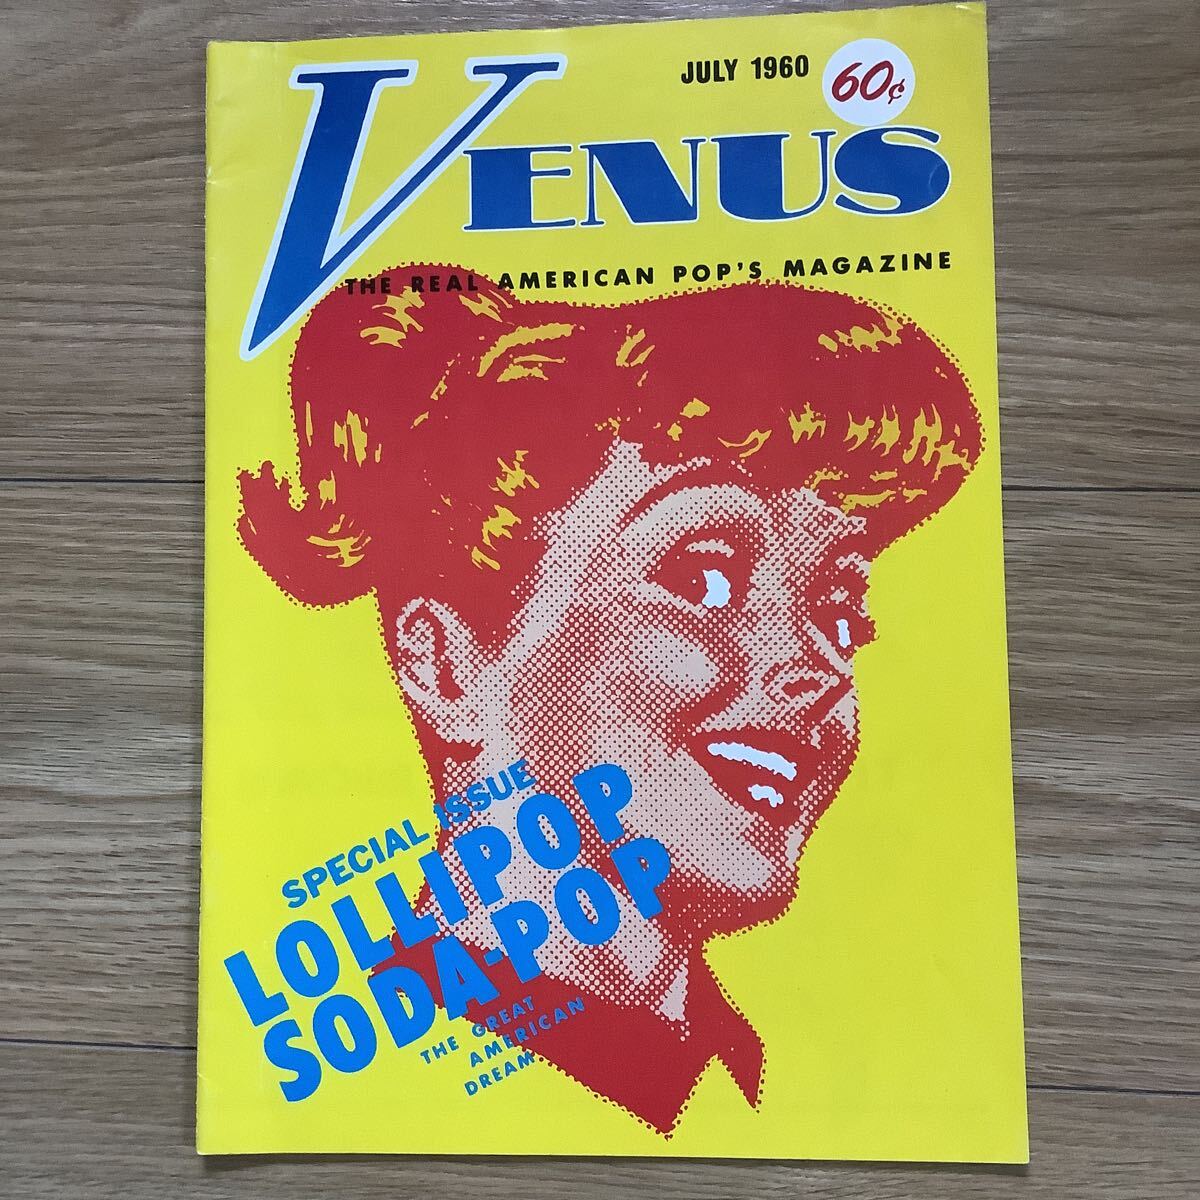 JULY 1960
60¢
VENUS
THE REAL AMERICAN POP'S MAGAZINE
SPECIAL ISSUE
LOLLIPOP
SODA-POP
THE GREAT
AMERICAN
DREAM.